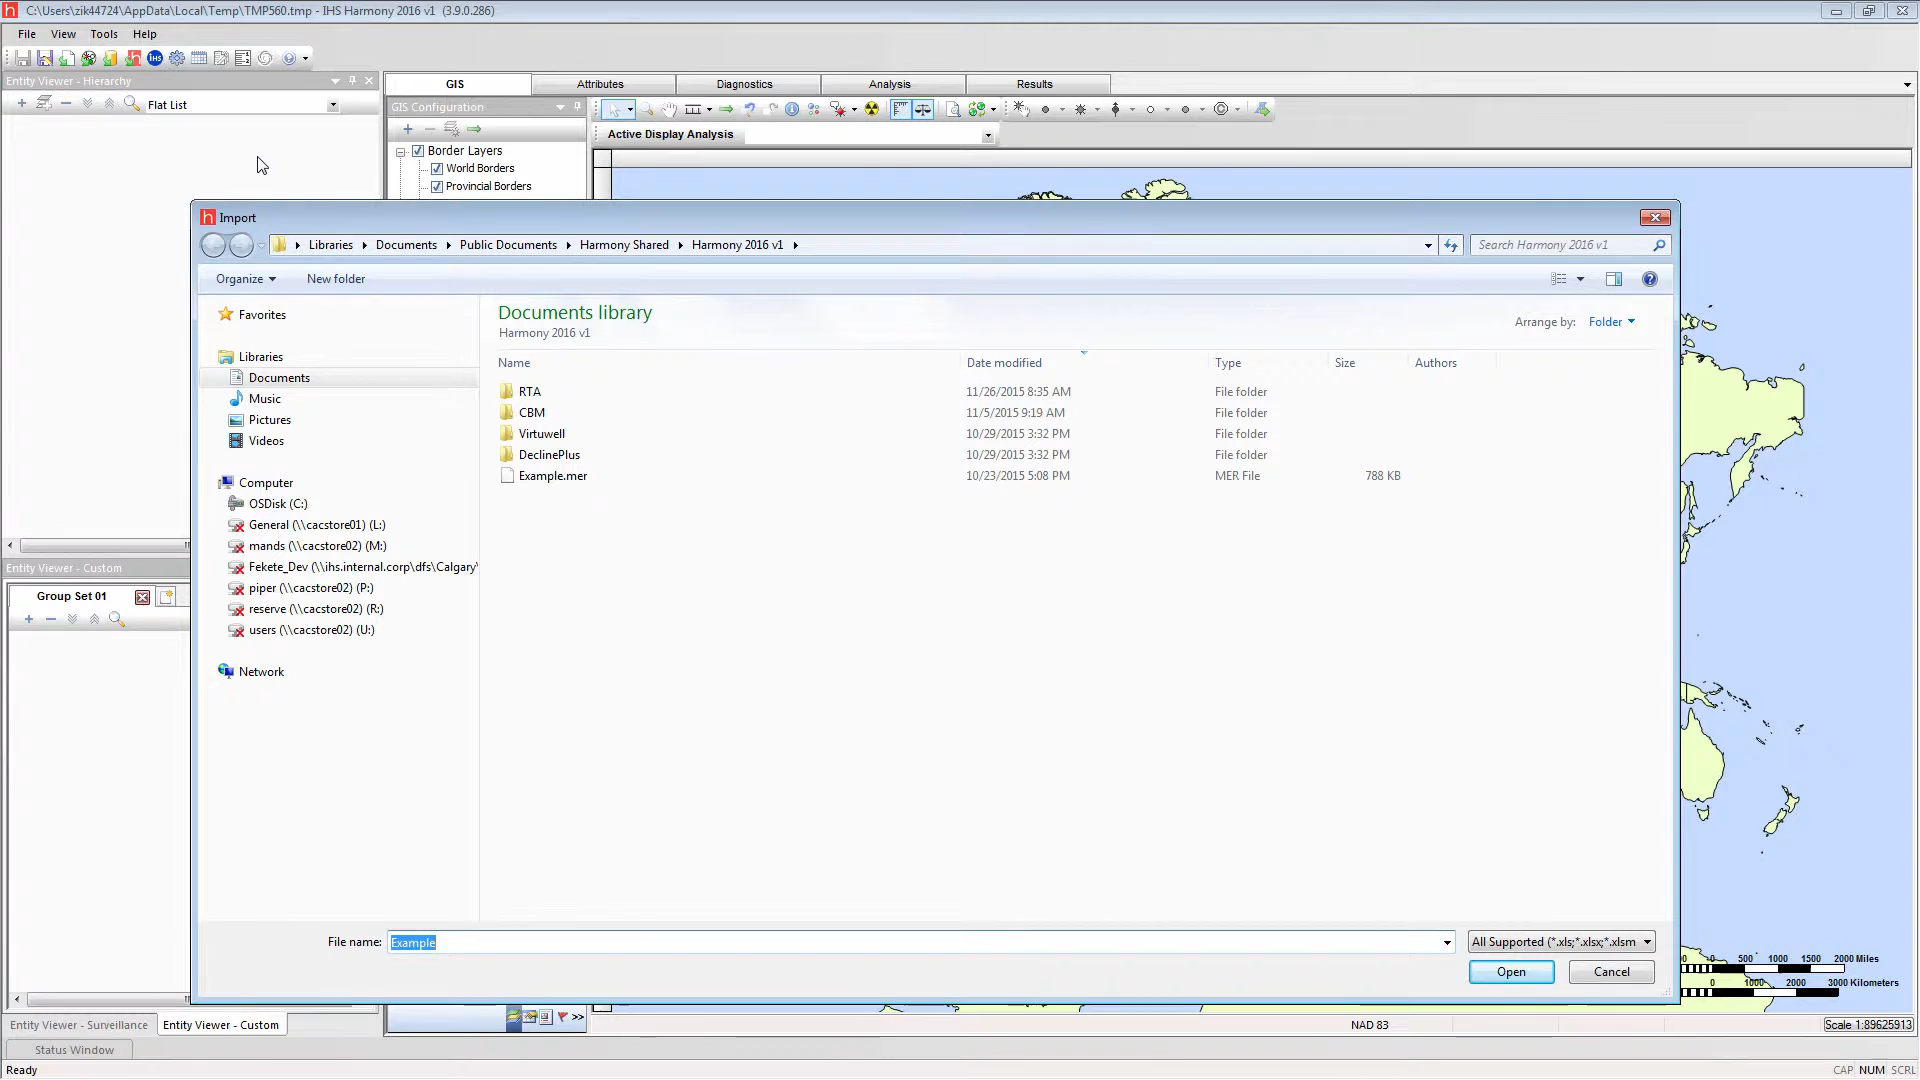 C:\Users\zik44724\AppData\Local\Temp\TMP560.tmp - IHS Harmony 2016 v1 (3.9.0.286)
File View Tools Help
Entity Viewer - Hierarchy
Flat List
GIS Attributes Diagnostics Analysis Results
GIS Configuration
Active Display Analysis
Border Layers
World Borders
Provincial Borders
Import
Libraries Documents Public Documents Harmony Shared Harmony 2016 v1
Search Harmony 2016 v1
Organize New folder
Favorites
Libraries
Documents
Music
Pictures
Videos
Computer
OSDisk (C:)
General (\\cacstore01) (L:)
mands (\\cacstore02) (M:)
Fekete_Dev (\\ihs.internal.corp\dfs\Calgary\
piper (\\cacstore02) (P:)
reserve (\\cacstore02) (R:)
users (\\cacstore02) (U:)
Network
Documents library
Harmony 2016 v1
Arrange by: Folder
Name Date modified Type Size Authors
RTA 11/26/2015 8:35 AM File folder
CBM 11/5/2015 9:19 AM File folder
Virtuwell 10/29/2015 3:32 PM File folder
DeclinePlus 10/29/2015 3:32 PM File folder
Example.mer 10/23/2015 5:08 PM MER File 788 KB
File name: Example
All Supported (*.xls;*.xlsx;*.xlsm
Open Cancel
Entity Viewer - Custom
Group Set 01
500 1000 1500 2000 Miles
0 1000 2000 3000 Kilometers
Entity Viewer - Surveillance Entity Viewer - Custom
>>
NAD 83
Scale 1:89625913
Status Window
Ready
CAP NUM SCRL